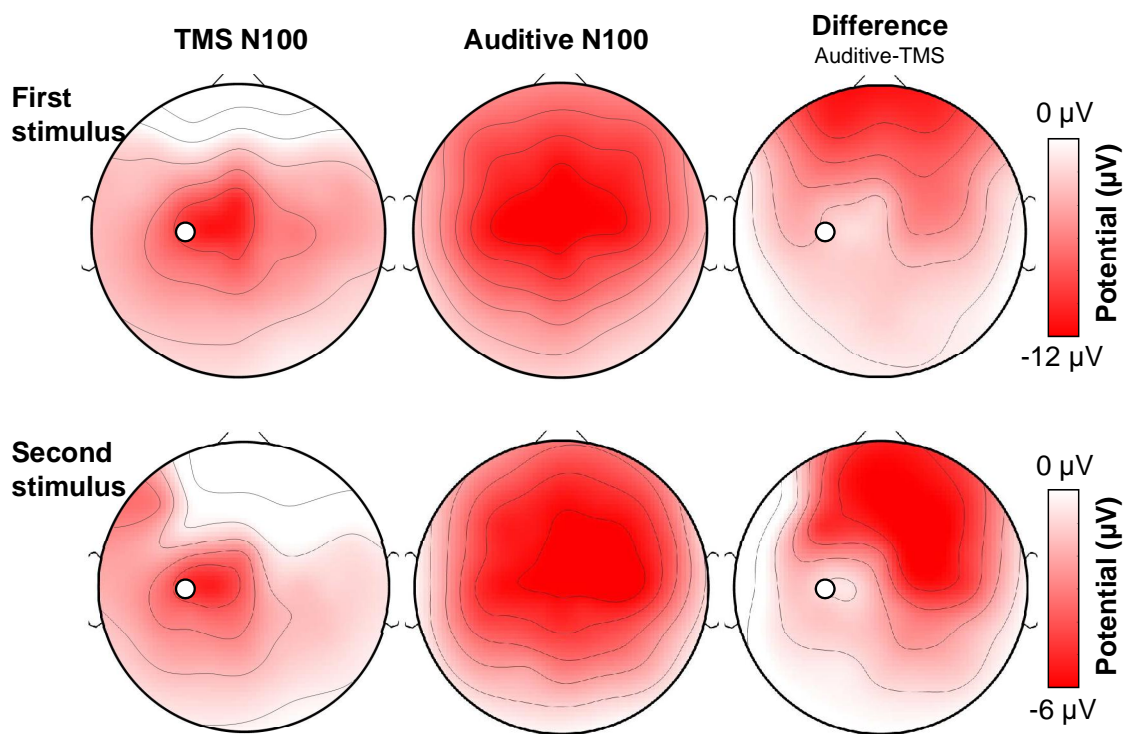 TMS N100
Auditive N100
Difference
Auditive-TMS
First
stimulus
0 µV
Potential (µV)
-12 µV
Second
stimulus
0 µV
Potential (µV)
-6 µV